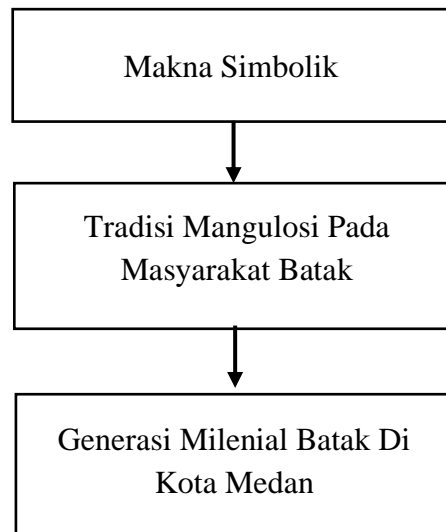 Makna Simbolik
Tradisi Mangulosi Pada
Masyarakat Batak
Generasi Milenial Batak Di
Kota Medan